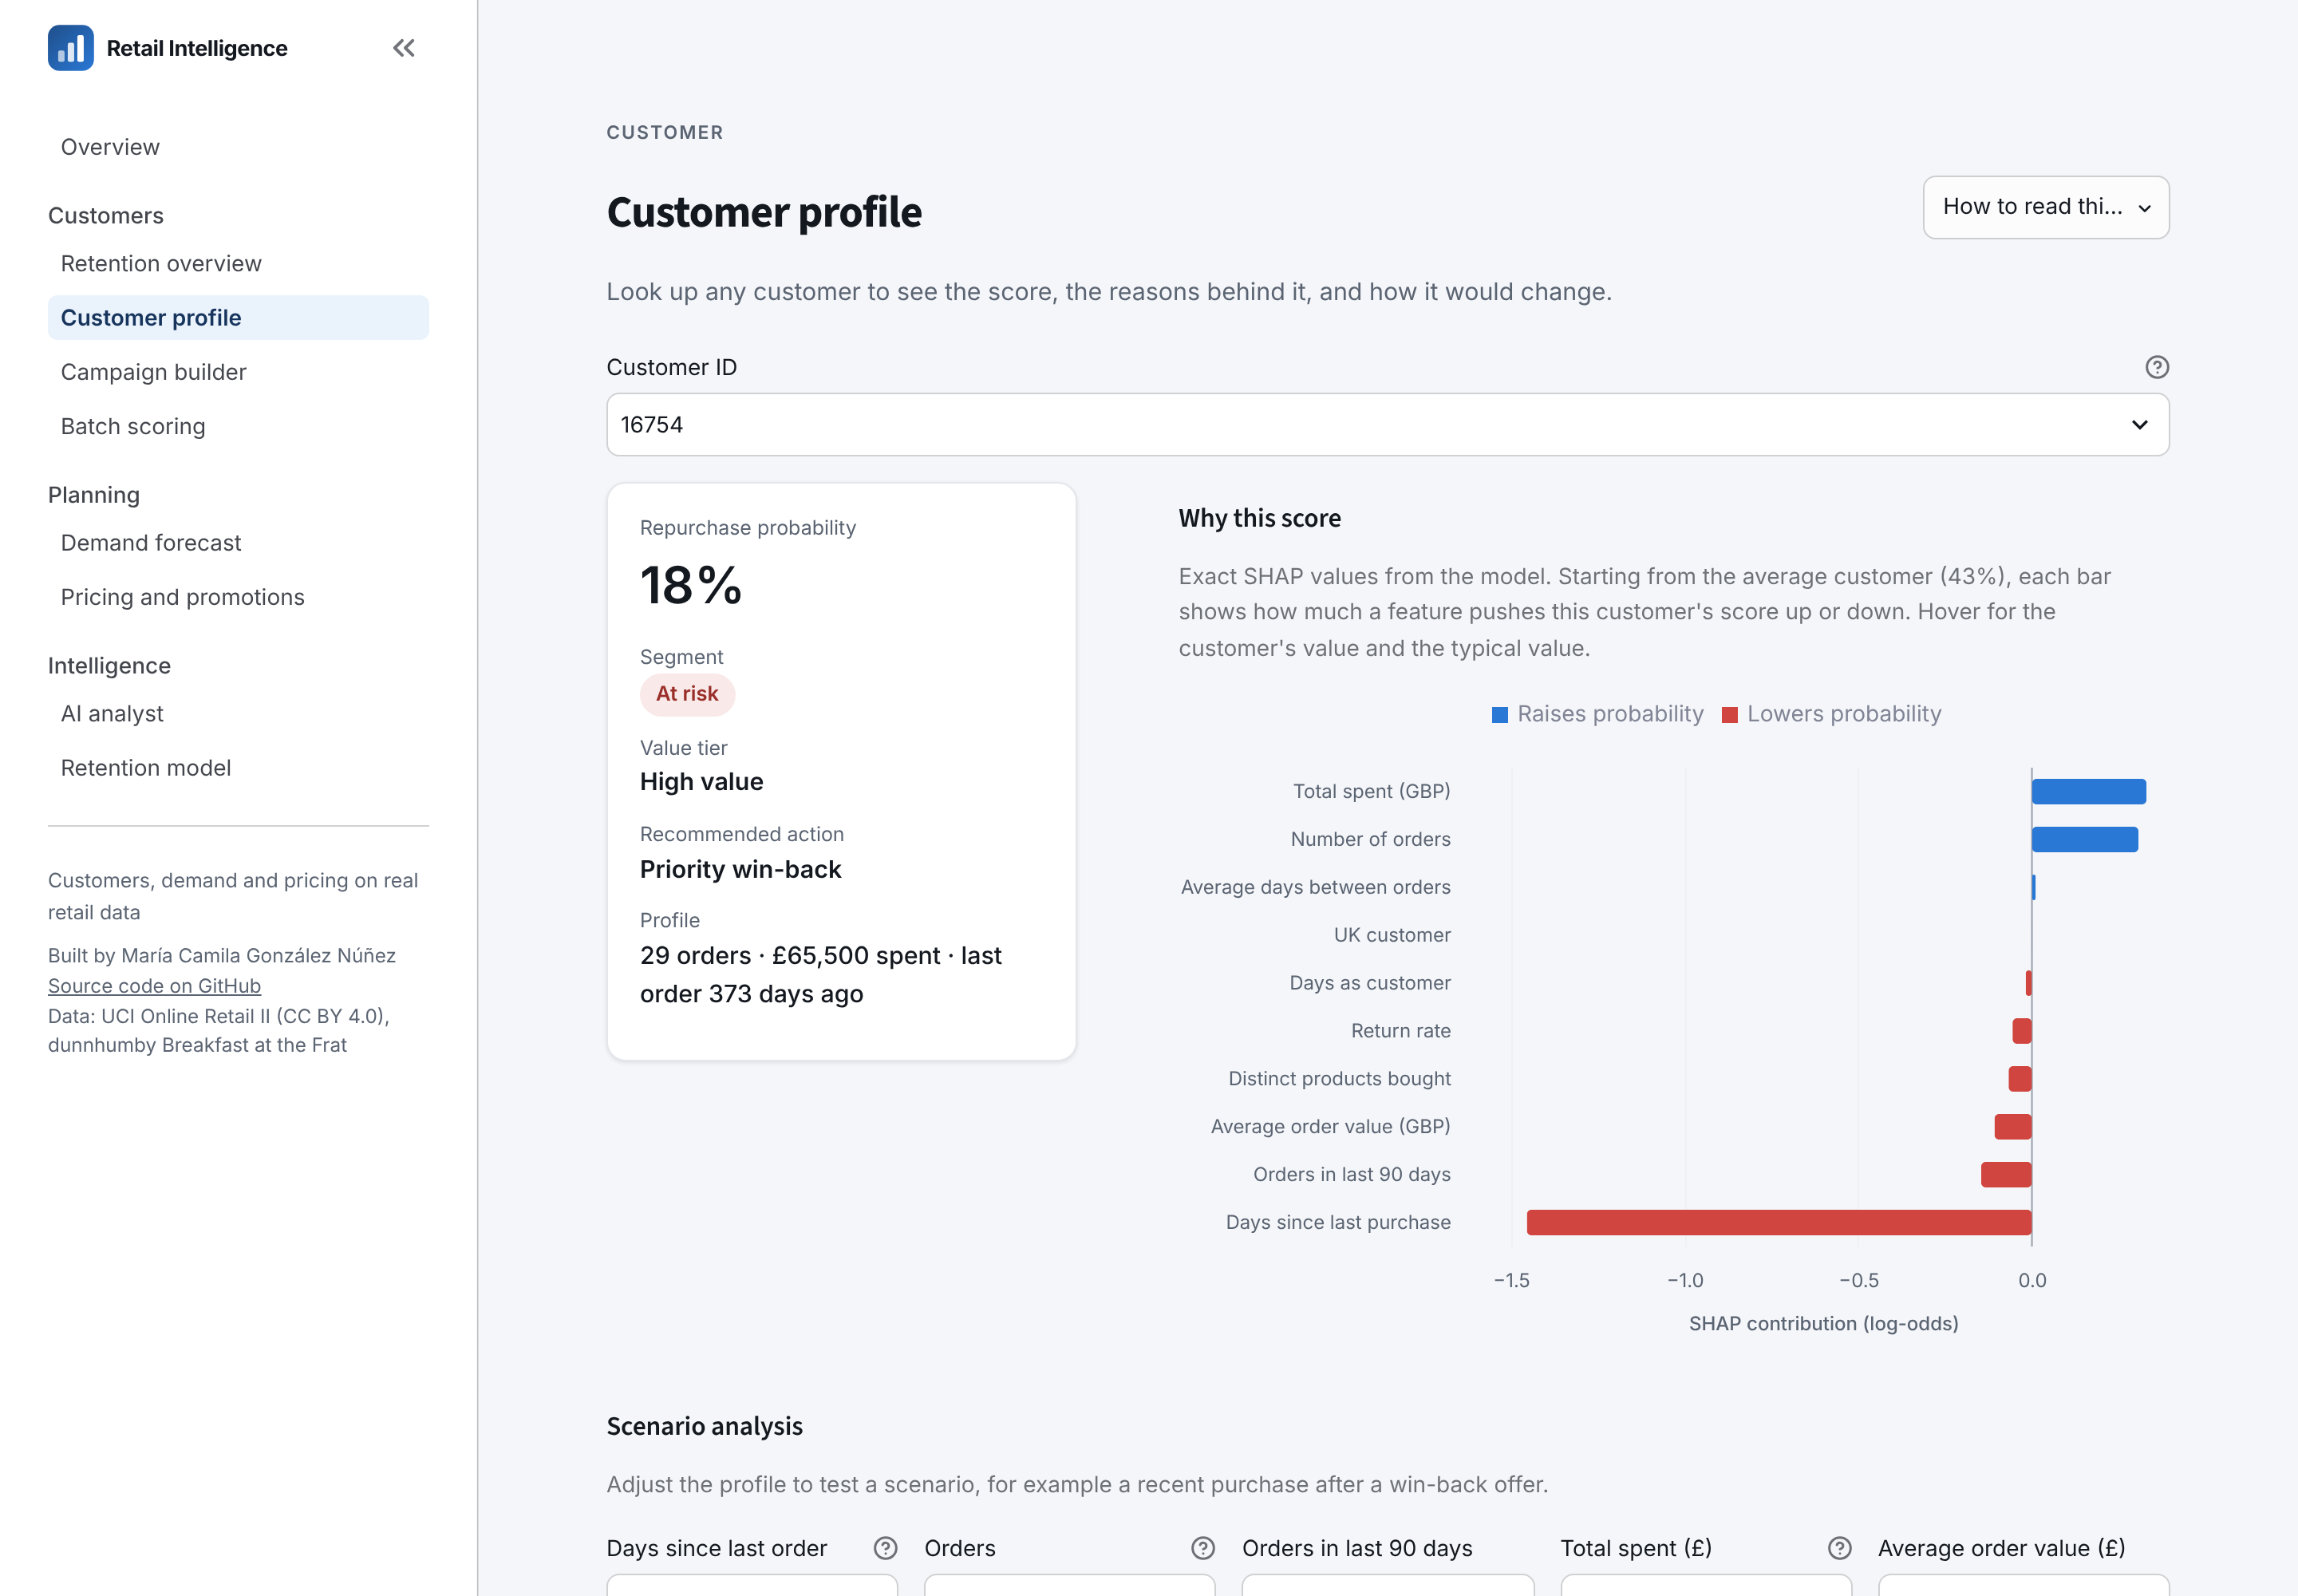 Retail Intelligence
Overview
Customers
Retention overview
Customer profile
Campaign builder
Batch scoring
Planning
Demand forecast
Pricing and promotions
Intelligence
AI analyst
Retention model
Customers, demand and pricing on real
retail data
Built by María Camila González Núñez
Source code on GitHub
Data: UCI Online Retail II (CC BY 4.0),
dunnhumby Breakfast at the Frat
CUSTOMER
Customer profile
How to read thi...
Look up any customer to see the score, the reasons behind it, and how it would change.
Customer ID
16754
Repurchase probability
18%
Segment
At risk
Value tier
High value
Recommended action
Priority win-back
Profile
29 orders · £65,500 spent · last
order 373 days ago
Why this score
Exact SHAP values from the model. Starting from the average customer (43%), each bar
shows how much a feature pushes this customer's score up or down. Hover for the
customer's value and the typical value.
Raises probability
Lowers probability
Total spent (GBP)
Number of orders
Average days between orders
UK customer
Days as customer
Return rate
Distinct products bought
Average order value (GBP)
Orders in last 90 days
Days since last purchase
−1.5
−1.0
−0.5
0.0
SHAP contribution (log-odds)
Scenario analysis
Adjust the profile to test a scenario, for example a recent purchase after a win-back offer.
Days since last order
Orders
Orders in last 90 days
Total spent (£)
Average order value (£)